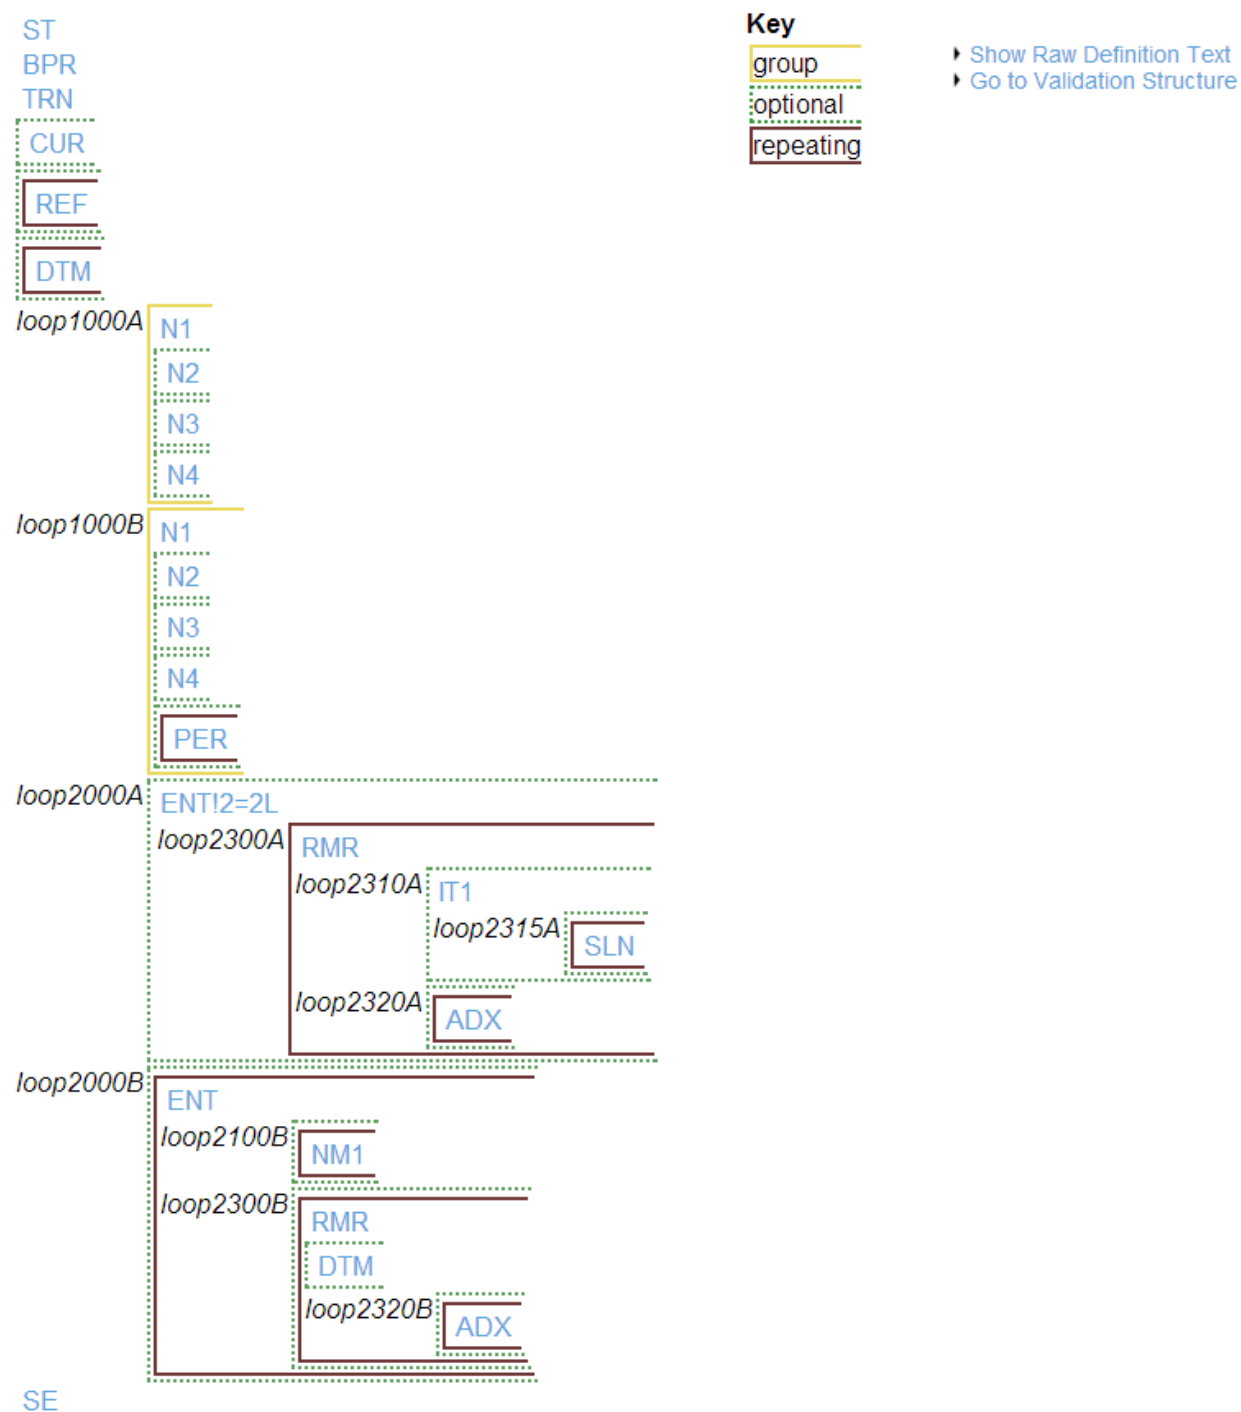 ST
BPR
TRN
CUR
REF
DTM
loop1000A
N1
N2
N3
N4
loop1000B
N1
N2
N3
N4
PER
loop2000A
ENT!2=2L
loop2300A
RMR
loop2310A
IT1
loop2315A
SLN
loop2320A
ADX
loop2000B
ENT
loop2100B
NM1
loop2300B
RMR
DTM
loop2320B
ADX
SE
Key
group
optional
repeating
Show Raw Definition Text
Go to Validation Structure